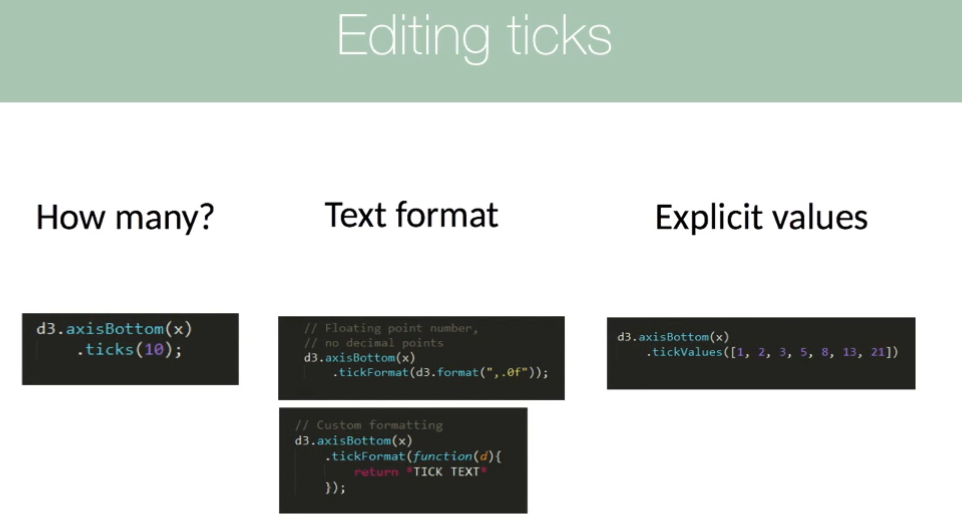 Editing ticks
How many?
Text format
Explicit values
d3.axisBottom(x)
.ticks(10);
// Floating point number,
// no decimal points
d3.axisBottom(x)
.tickFormat(d3.format(",.0f"));
// Custom formatting
d3.axisBottom(x)
.tickFormat(function(d){
return *TICK TEXT*
});
d3.axisBottom(x)
.tickValues([1, 2, 3, 5, 8, 13, 21])